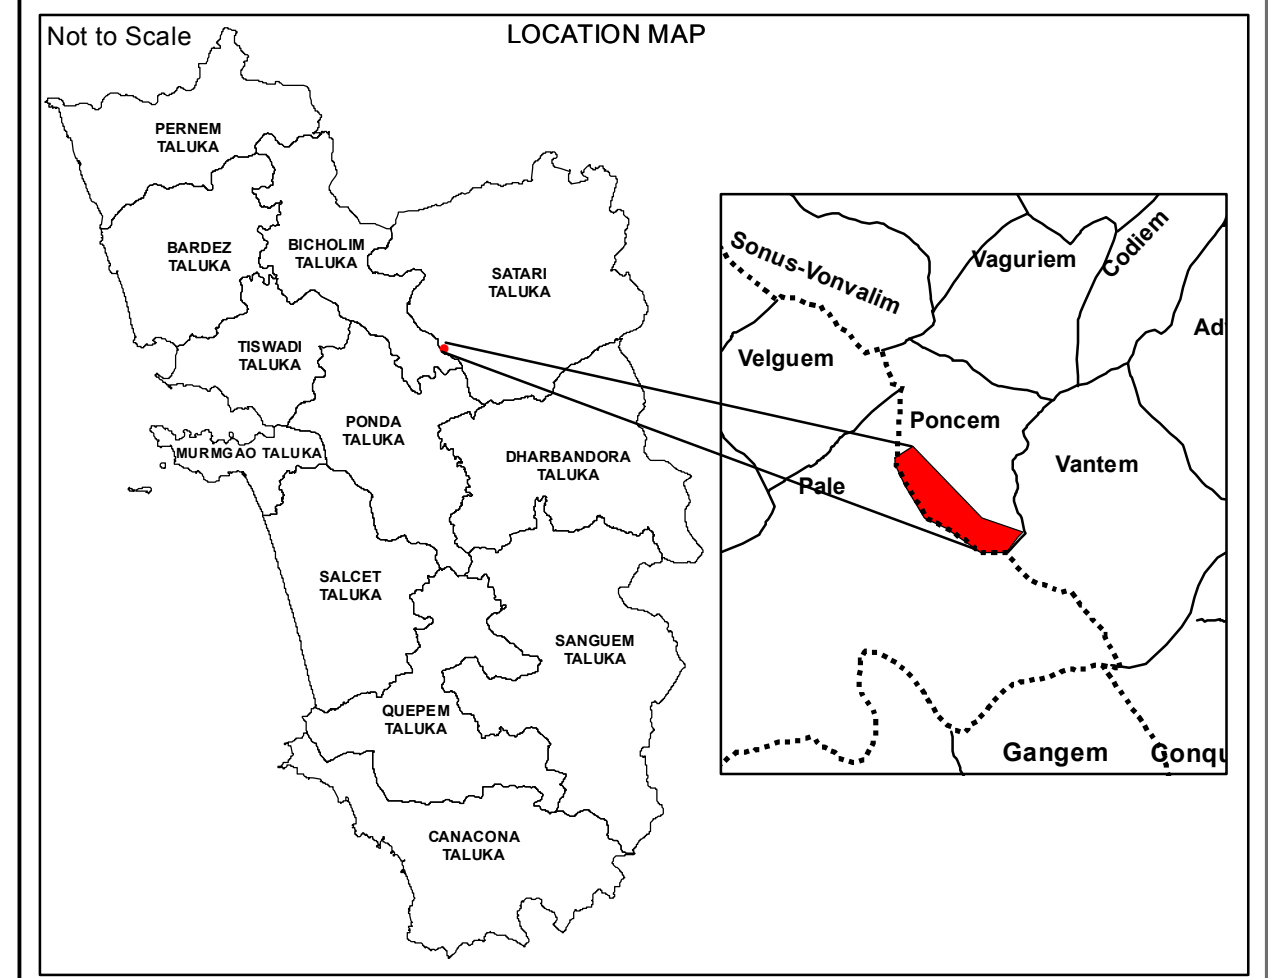 Not to Scale
LOCATION MAP
PERNEM
TALUKA
BARDEZ
TALUKA
BICHOLIM
TALUKA
SATARI
TALUKA
TISWADI
TALUKA
PONDA
TALUKA
MURMGAO TALUKA
DHARBANDORA
TALUKA
SALCET
TALUKA
SANGUEM
TALUKA
QUEPEM
TALUKA
CANACONA
TALUKA
Sonus-Vonvalim
Vaguriem
Codiem
Ad
Velguem
Poncem
Vantem
Pale
Gangem
Gonqu